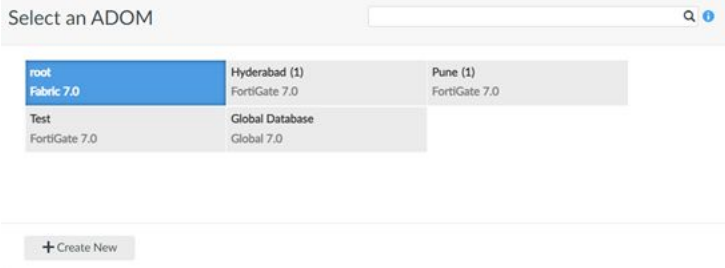 Select an ADOM
root
Fabric 7.0
Hyderabad (1)
FortiGate 7.0
Pune (1)
FortiGate 7.0
Test
FortiGate 7.0
Global Database
Global 7.0
+ Create New